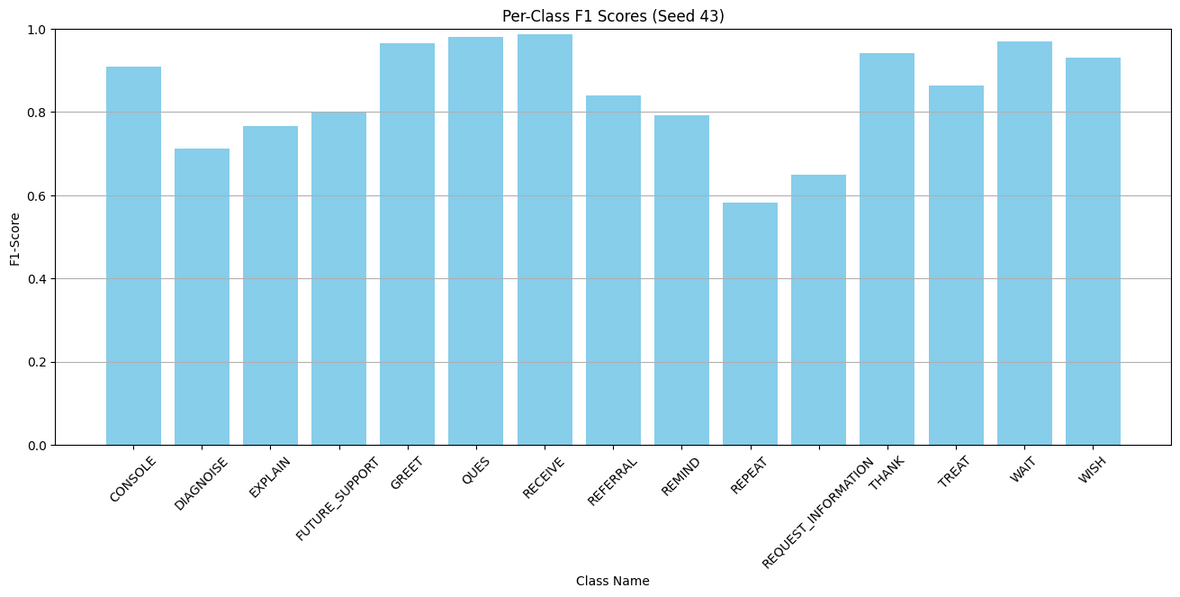 Per-Class F1 Scores (Seed 43)
F1-Score
1.0
0.8
0.6
0.4
0.2
0.0
CONSOLE
DIAGNOISE
EXPLAIN
FUTURE_SUPPORT
GREET
QUES
RECEIVE
REFERRAL
REMIND
REPEAT
REQUEST_INFORMATION
THANK
TREAT
WAIT
WISH
Class Name